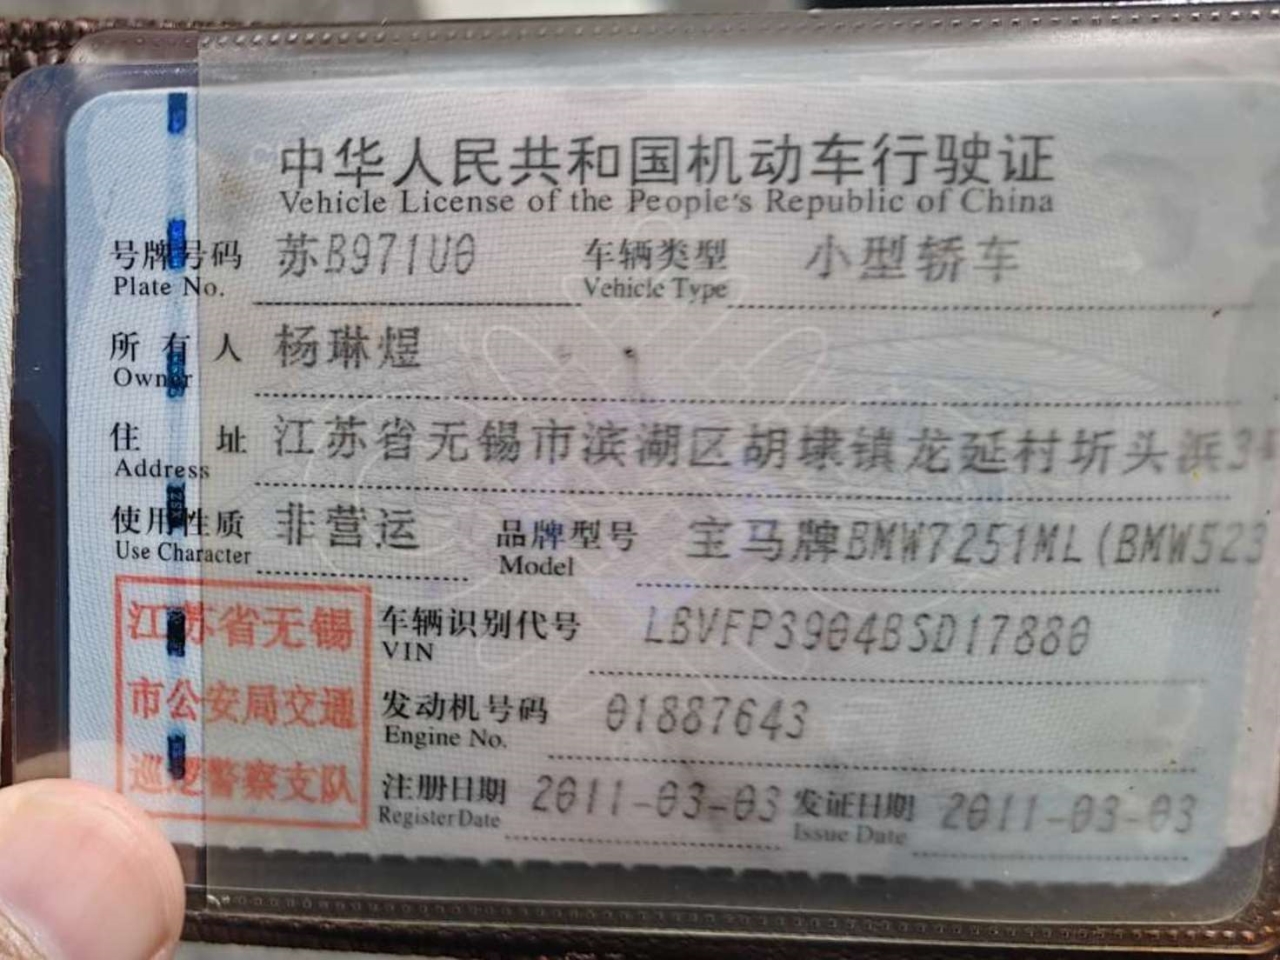 中华人民共和国机动车行驶证
Vehicle License of the People's Republic of China
号牌号码 苏B971U0 车辆类型 小型轿车
Plate No. Vehicle Type
所有人 杨琳煜
Owner
住址 江苏省无锡市滨湖区胡埭镇龙延村圻头浜3
Address
使用性质 非营运 品牌型号 宝马牌BMW7251ML(BMW523
Use Character Model
江苏省无锡
市公安局交通
巡逻警察支队
车辆识别代号 LBVFP3904BSD17880
VIN
发动机号码 01887643
Engine No.
注册日期 2011-03-03 发证日期 2011-03-03
Register Date Issue Date